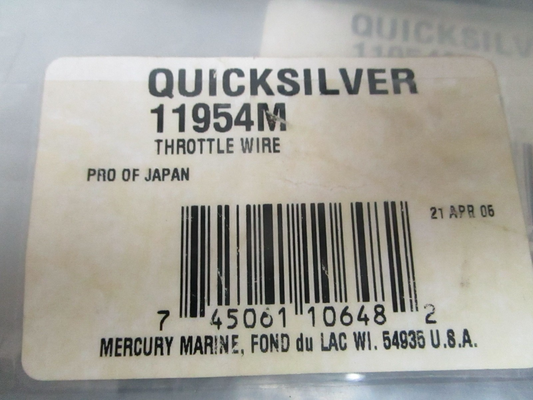 QUICKSILVER
QUICKSILVER
11954M
THROTTLE WIRE
PRO OF JAPAN
21 APR 05
7 45061 10648 2
MERCURY MARINE, FOND du LAC WI. 54935 U.S.A.